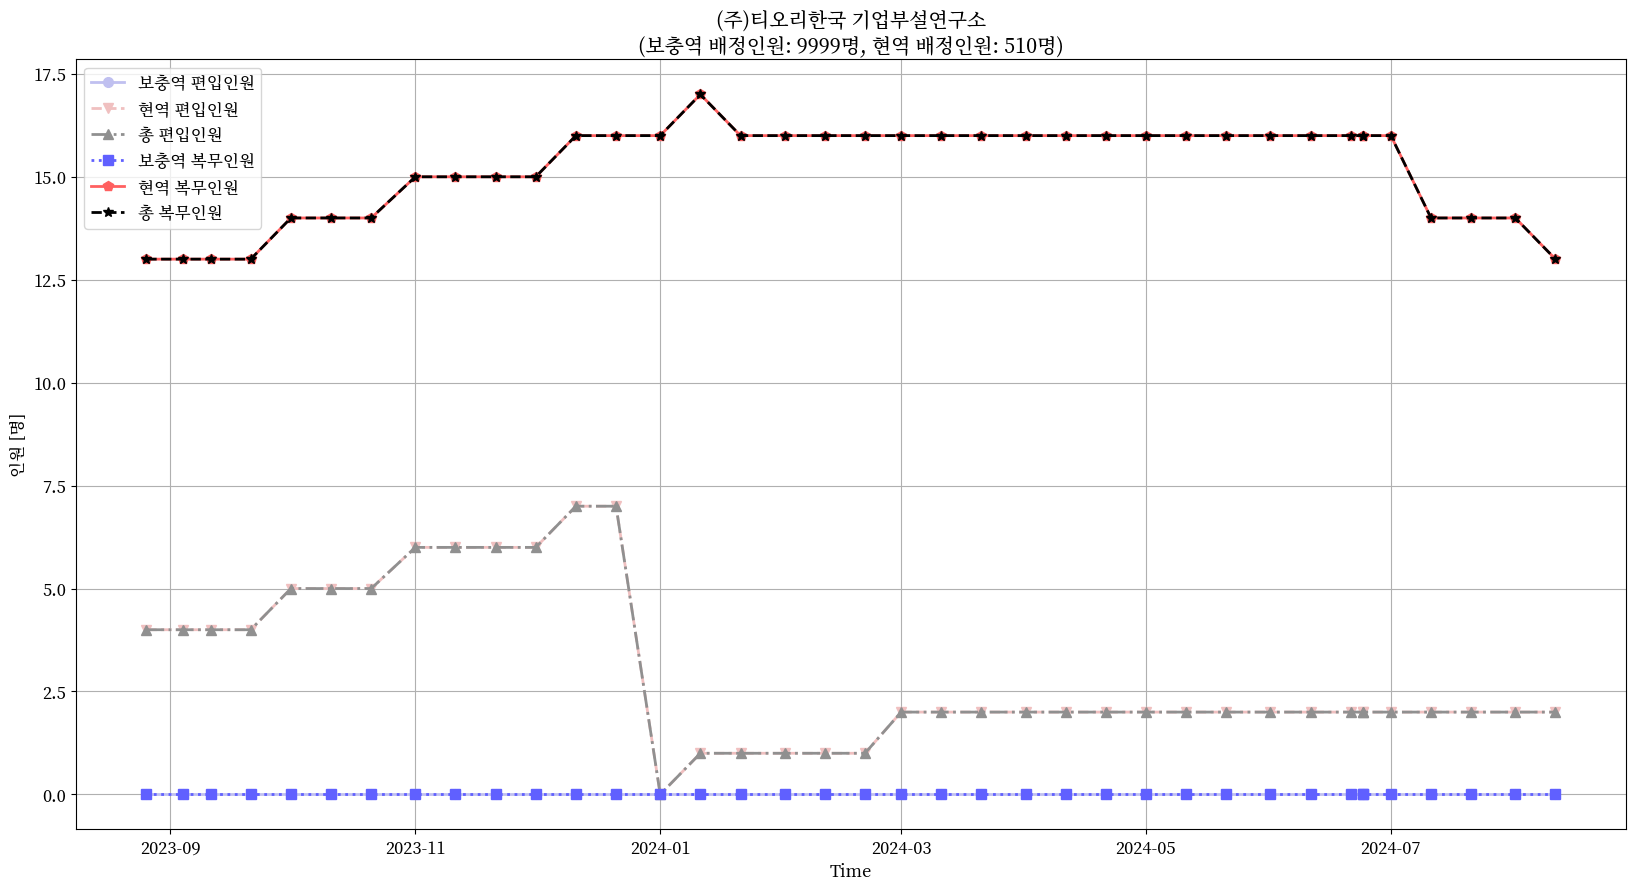 (주)티오리한국 기업부설연구소
(보충역 배정인원: 9999명, 현역 배정인원: 510명)
보충역 편입인원
현역 편입인원
총 편입인원
보충역 복무인원
현역 복무인원
총 복무인원
17.5
15.0
12.5
10.0
7.5
5.0
2.5
0.0
인원 [명]
2023-09
2023-11
2024-01
2024-03
2024-05
2024-07
Time